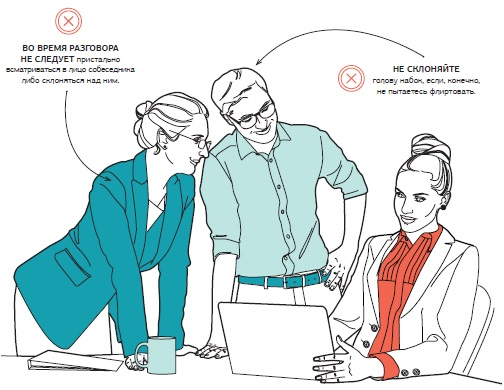 ВО ВРЕМЯ РАЗГОВОРА
НЕ СЛЕДУЕТ пристально
всматриваться в лицо собеседника
либо склоняться над ним.
НЕ СКЛОНЯЙТЕ
голову набок, если, конечно,
не пытаетесь флиртовать.